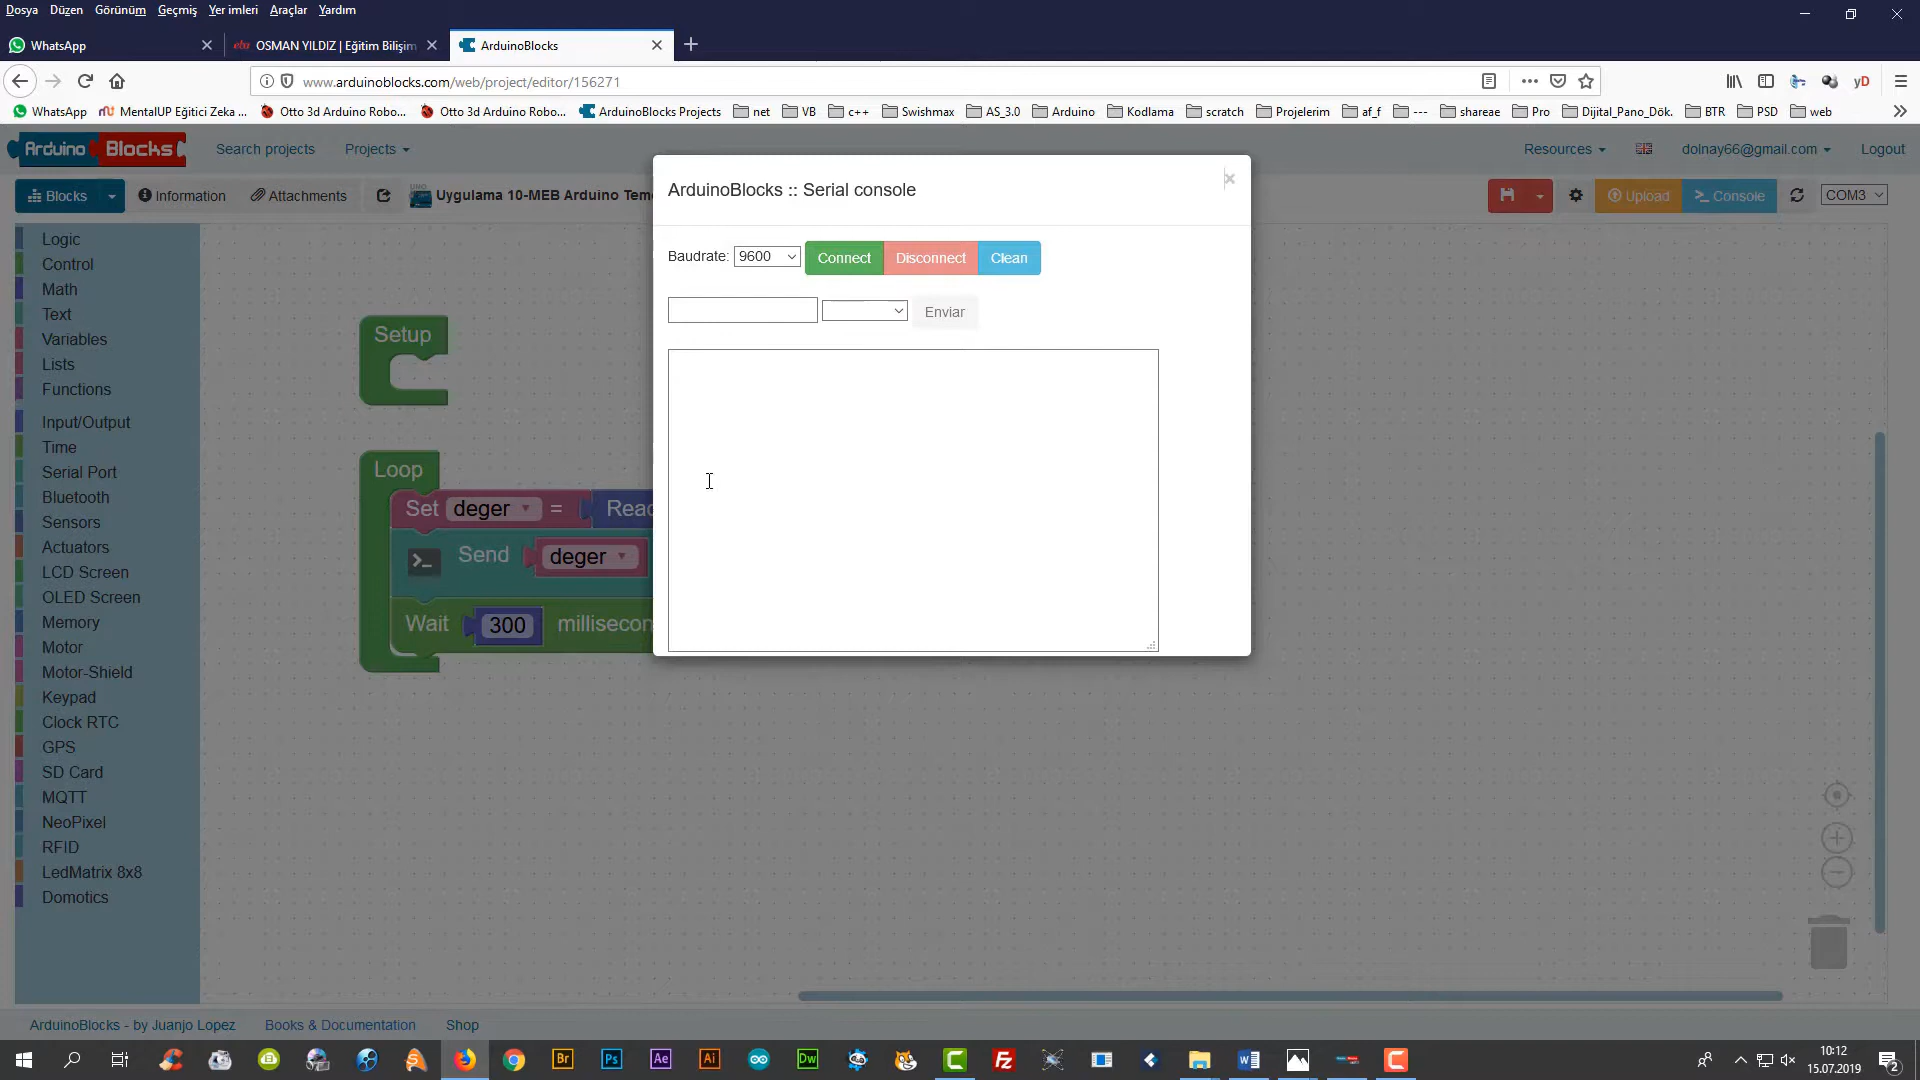 Dosya Düzen Görünüm Geçmiş Yer imleri Araçlar Yardım
WhatsApp
OSMAN YILDIZ | Eğitim Bilişim
ArduinoBlocks
www.arduinoblocks.com/web/project/editor/156271
WhatsApp MentalUP Eğitici Zeka ... Otto 3d Arduino Robo... Otto 3d Arduino Robo... ArduinoBlocks Projects net VB c++ Swishmax AS_3.0 Arduino Kodlama scratch Projelerim af_f --- shareae Pro Dijital_Pano_Dök. BTR PSD web
Arduino Blocks Search projects Projects Resources dolnay66@gmail.com Logout
Blocks Information Attachments Uygulama 10-MEB Arduino Tem Upload >_ Console COM3
ArduinoBlocks :: Serial console
Baudrate: 9600 Connect Disconnect Clean
Enviar
Logic
Control
Math
Text
Variables
Lists
Functions
Input/Output
Time
Serial Port
Bluetooth
Sensors
Actuators
LCD Screen
OLED Screen
Memory
Motor
Motor-Shield
Keypad
Clock RTC
GPS
SD Card
MQTT
NeoPixel
RFID
LedMatrix 8x8
Domotics
Setup
Loop
Set deger = Read
>_ Send deger
Wait 300 millisecon
ArduinoBlocks - by Juanjo Lopez Books & Documentation Shop
Br Ps Ae Ai Dw
10:12
15.07.2019
2